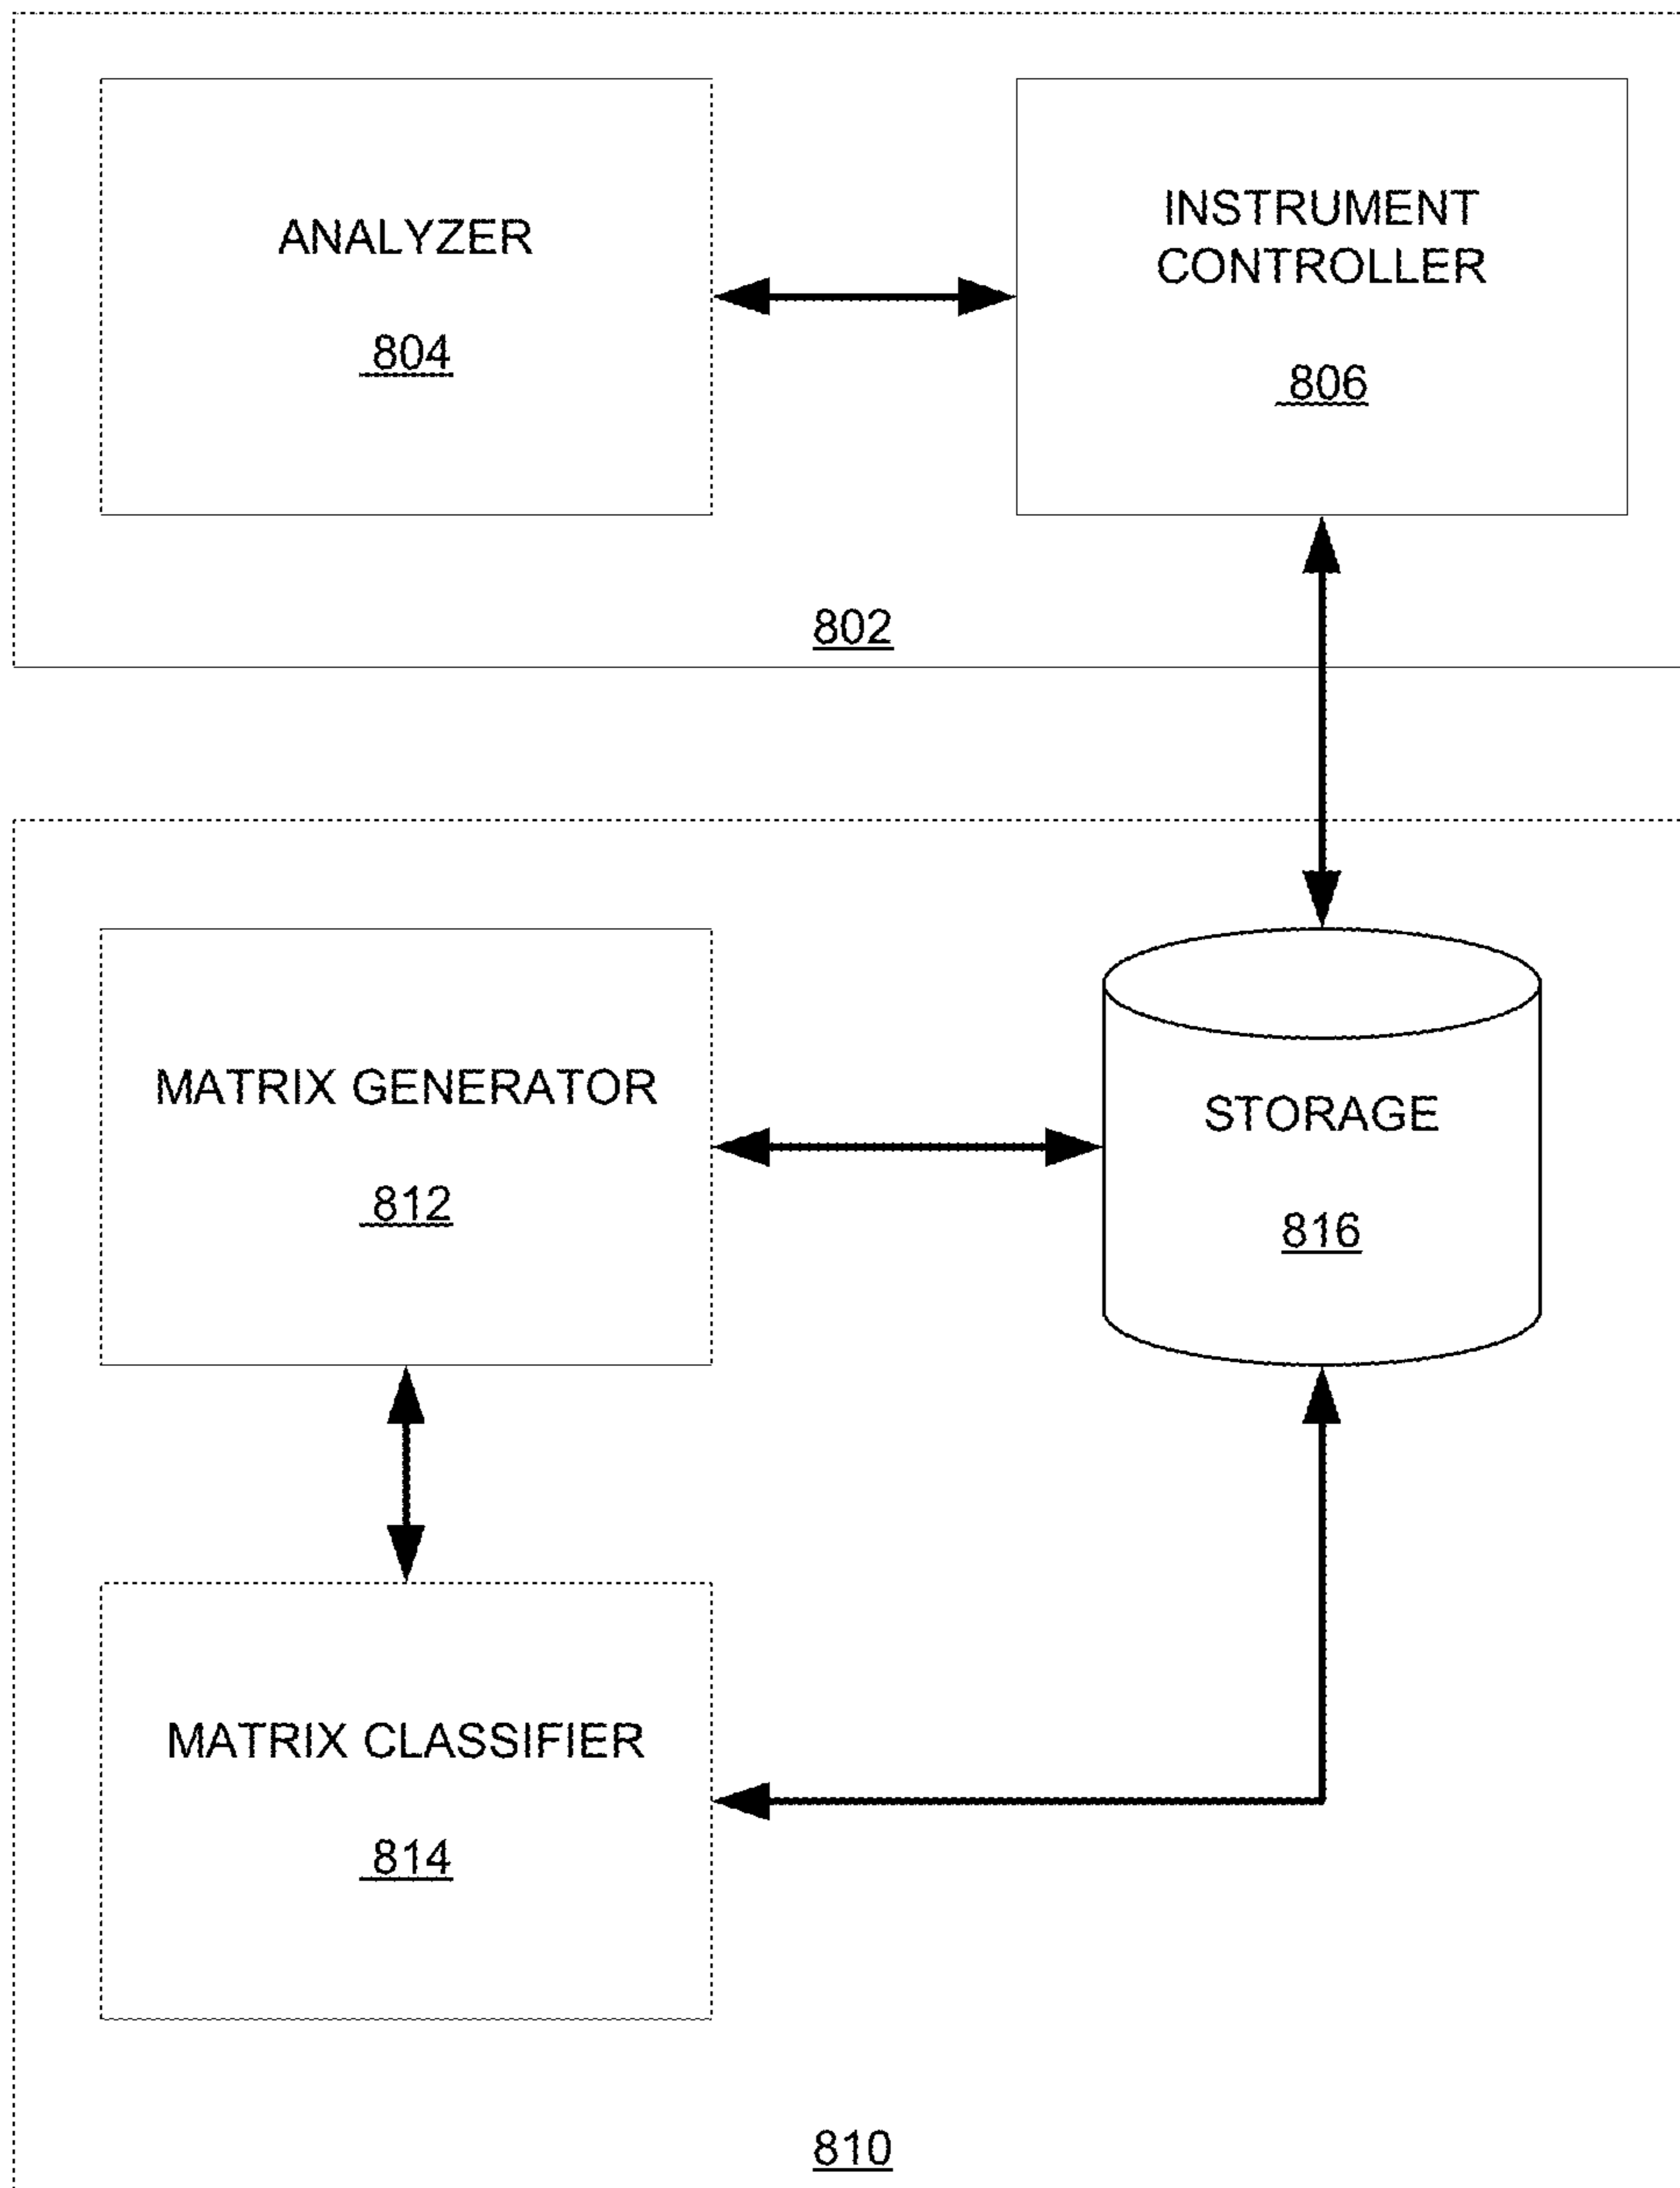 ANALYZER
804
INSTRUMENT
CONTROLLER
806
802
MATRIX GENERATOR
812
STORAGE
816
MATRIX CLASSIFIER
814
810